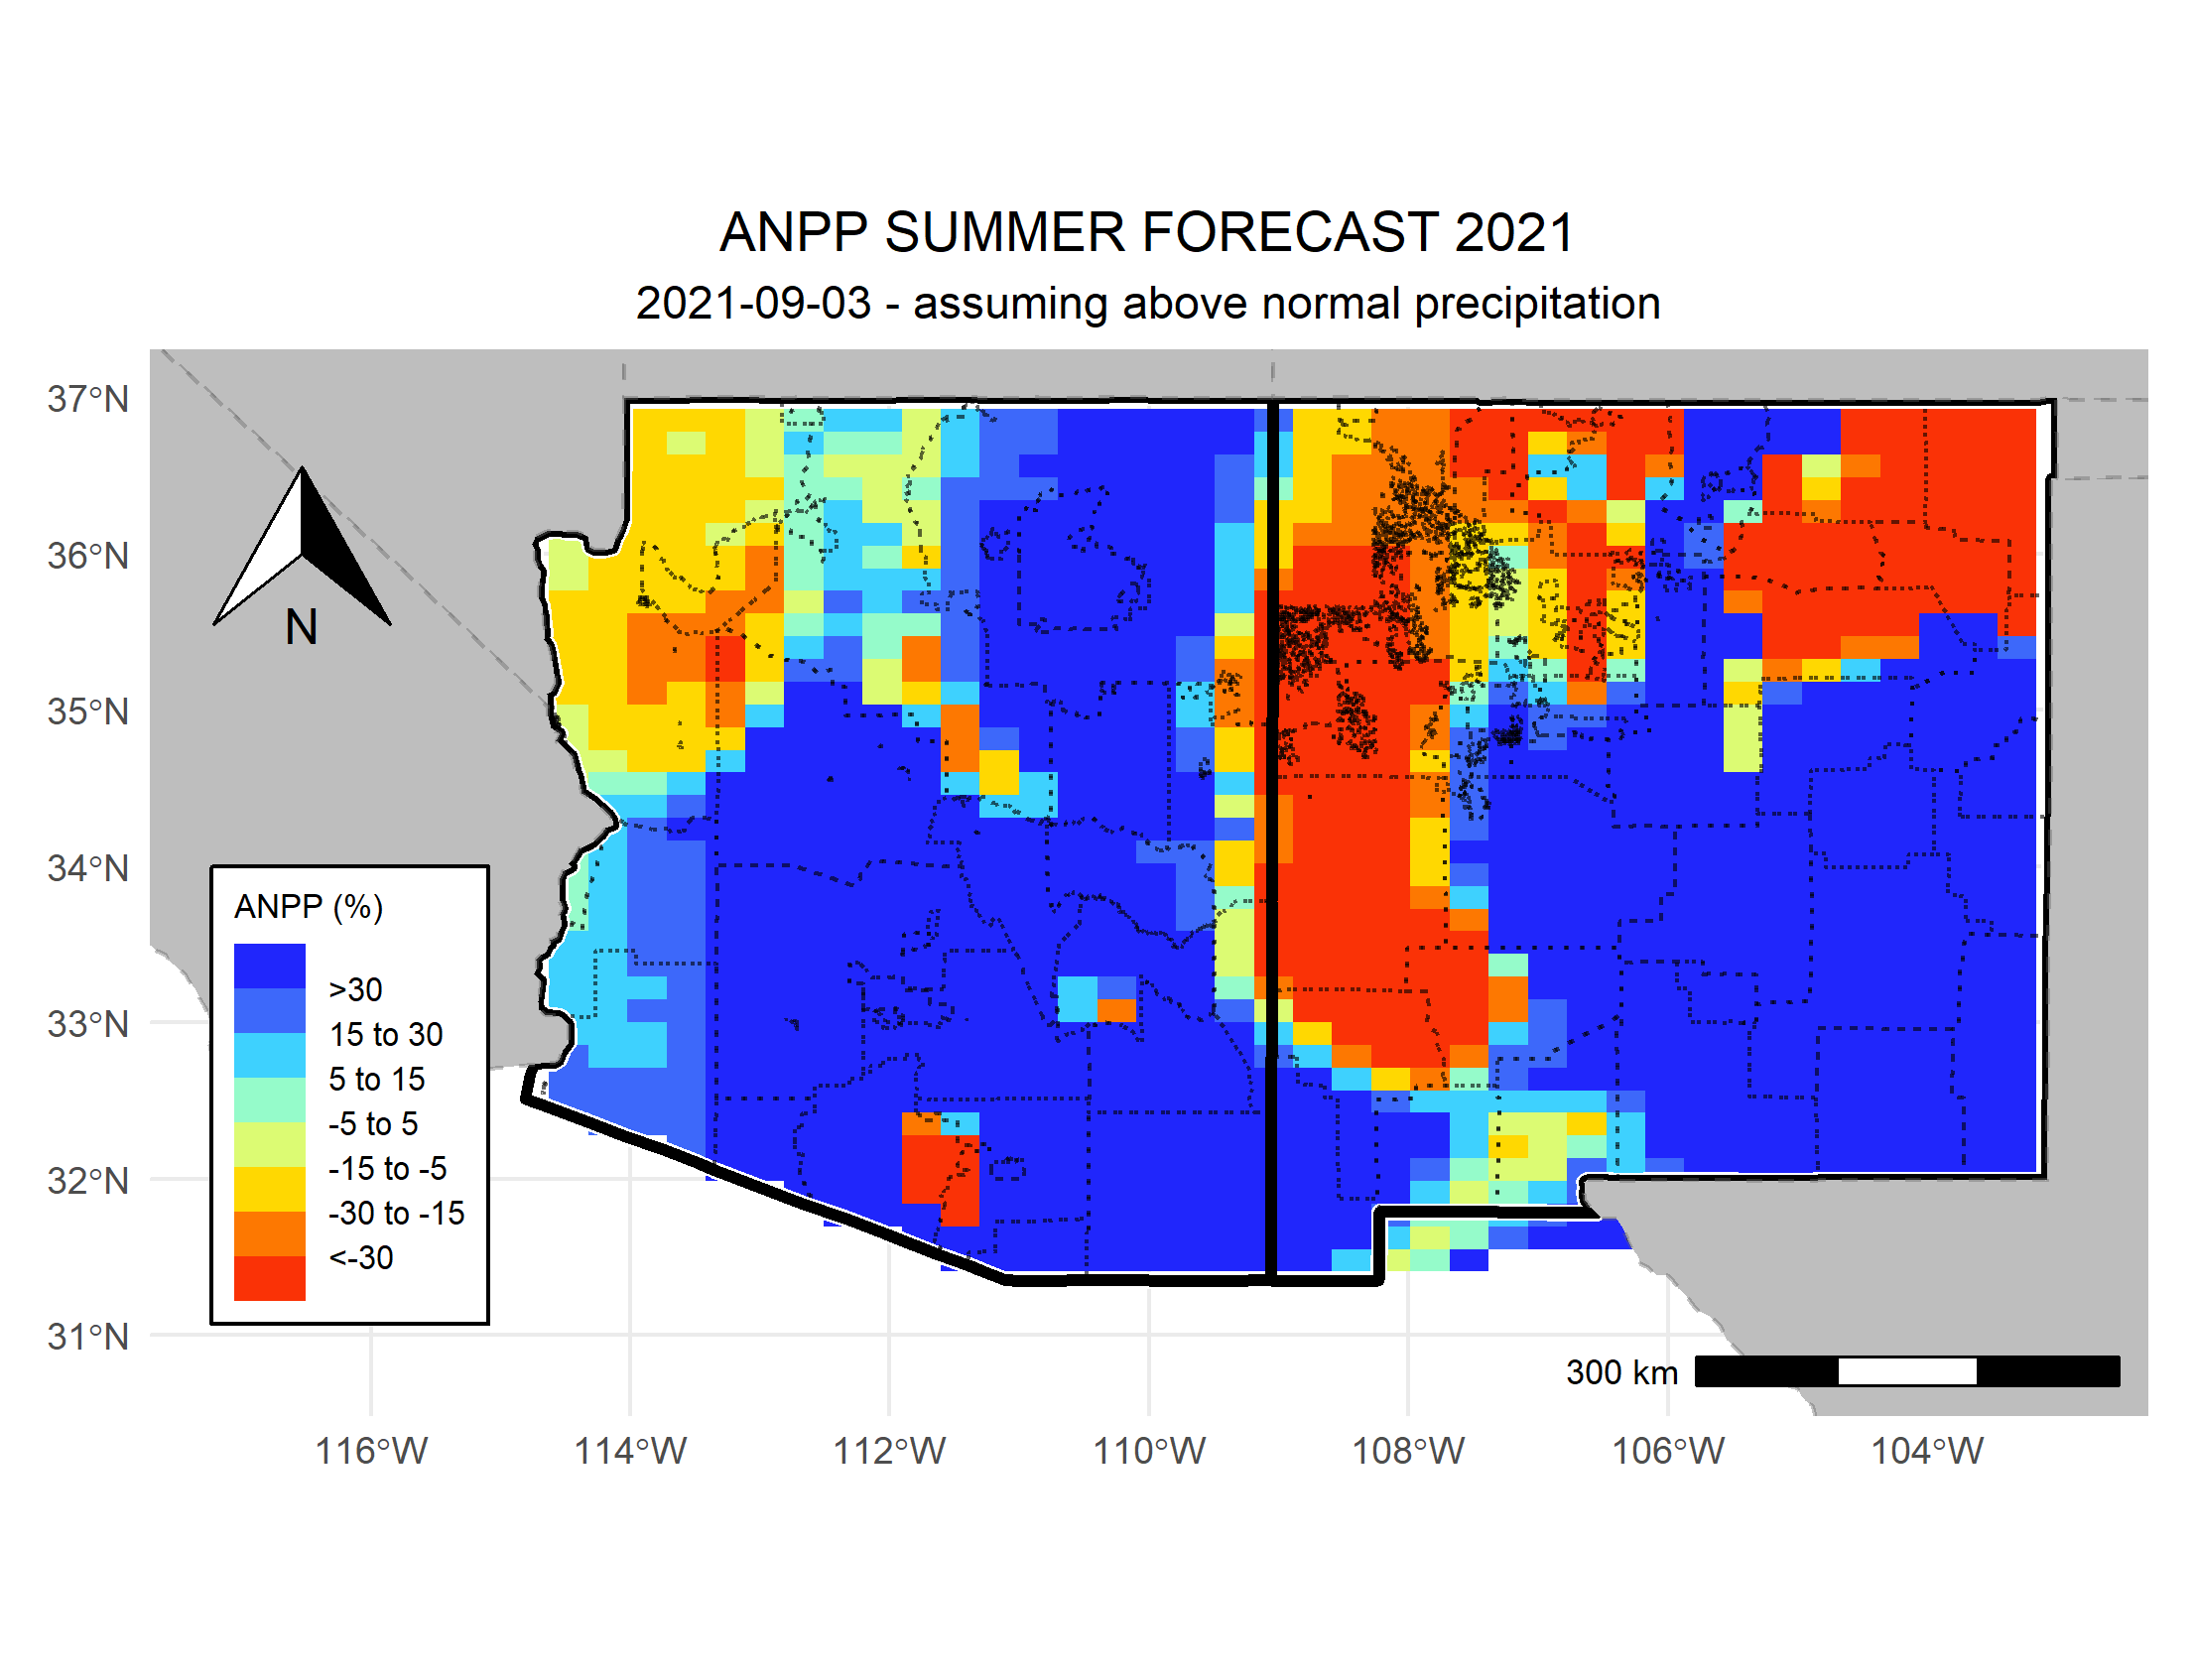 ANPP SUMMER FORECAST 2021
2021-09-03 - assuming above normal precipitation
37°N
36°N
35°N
34°N
33°N
32°N
31°N
N
ANPP (%)
>30
15 to 30
5 to 15
-5 to 5
-15 to -5
-30 to -15
<-30
300 km
116°W
114°W
112°W
110°W
108°W
106°W
104°W